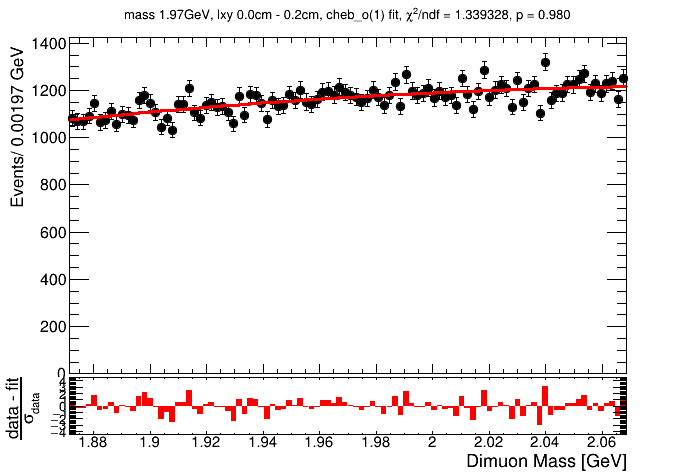 mass 1.97GeV, lxy 0.0cm - 0.2cm, cheb_o(1) fit, χ²/ndf = 1.339328, p = 0.980
Events/ 0.00197 GeV
1400
1200
1000
800
600
400
200
0
data - fit
σdata
4
2
0
−2
−4
1.88 1.9 1.92 1.94 1.96 1.98 2 2.02 2.04 2.06
Dimuon Mass [GeV]